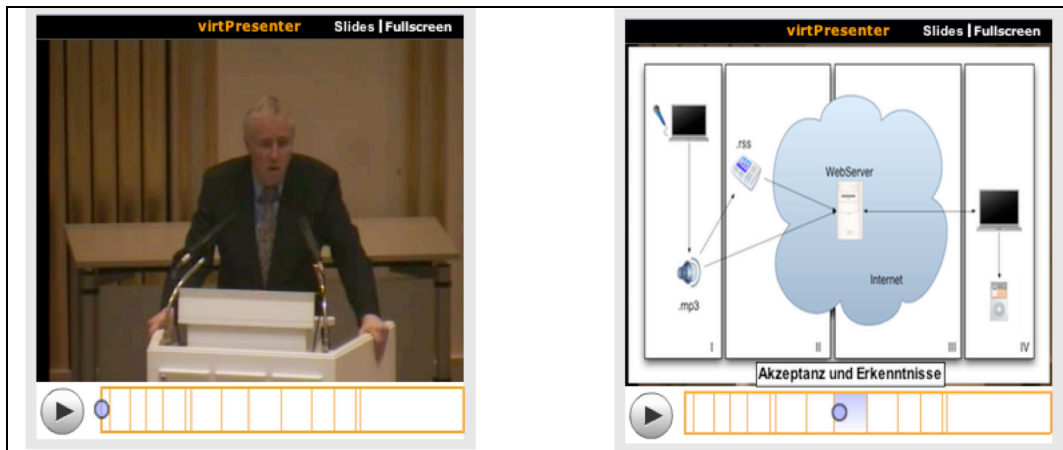 virtPresenter Slides | Fullscreen
virtPresenter Slides | Fullscreen
.rss
WebServer
Internet
.mp3
I II III IV
Akzeptanz und Erkenntnisse